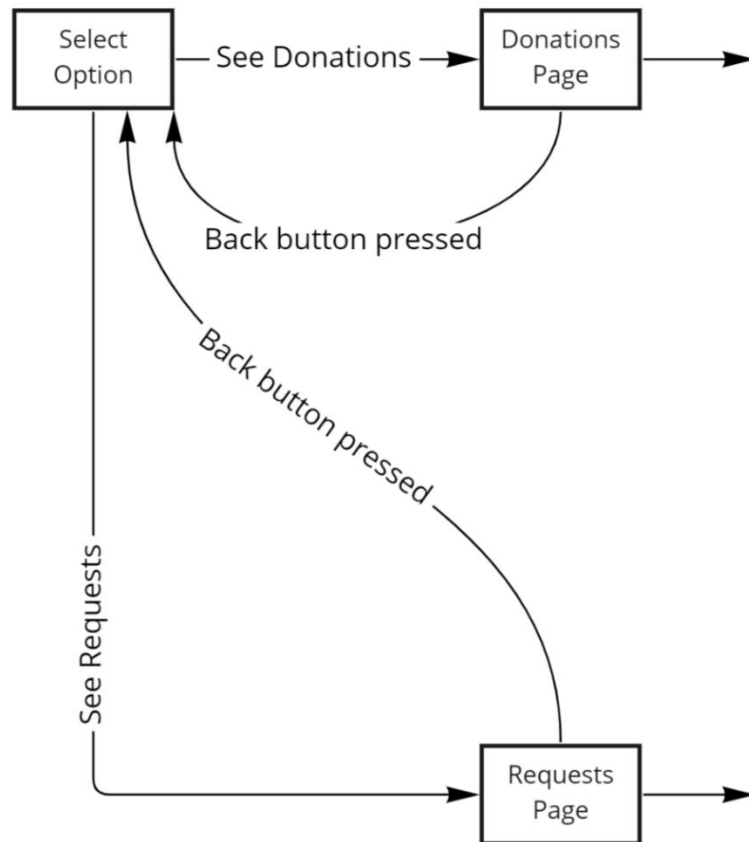 Select
Option
See Donations
Donations
Page
Back button pressed
Back button pressed
See Requests
Requests
Page